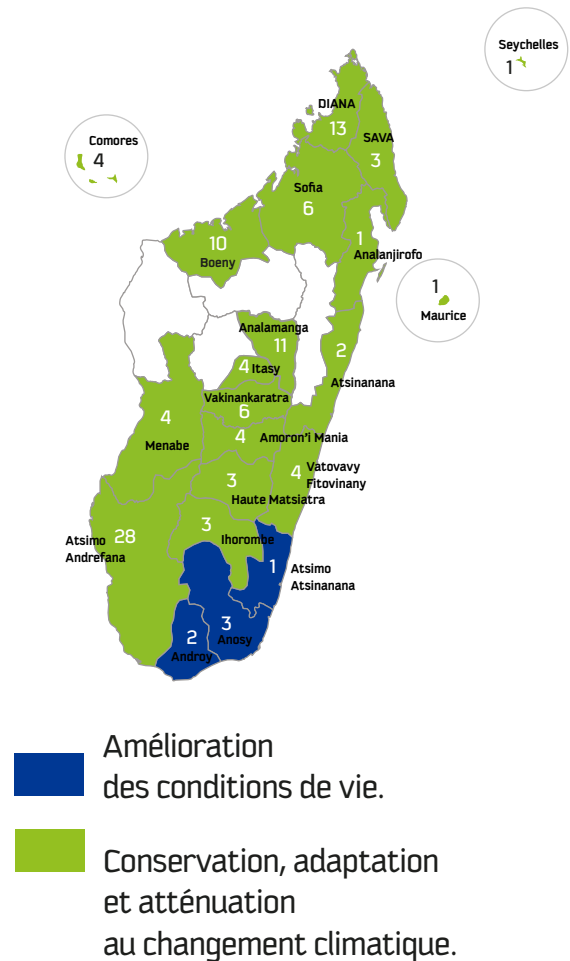 Seychelles
1
DIANA
13
Comores
4
SAVA
3
Sofia
6
10
Boeny
1
Analanjirofo
1
Maurice
Analamanga
11
4 Itasy
2
Atsinanana
Vakinankaratra
6
4
Menabe
4 Amoron'i Mania
3
Haute Matsiatra
4 Vatovavy
Fitovinany
28
Atsimo
Andrefana
3
Ihorombe
1 Atsimo
Atsinanana
3
Anosy
2
Androy
Amélioration
des conditions de vie.
Conservation, adaptation
et atténuation
au changement climatique.